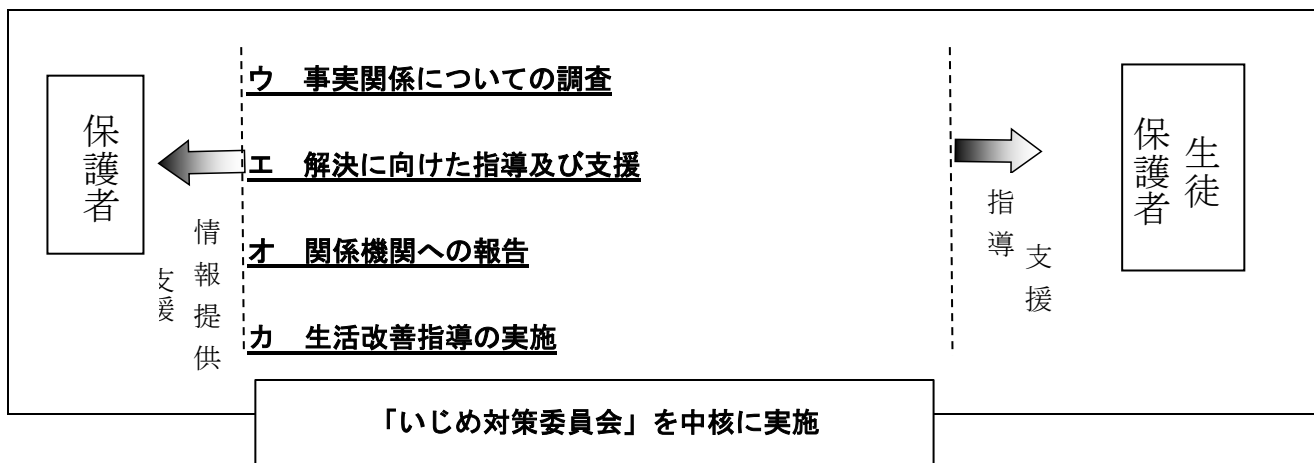 保護者
情報提供
支援
ウ 事実関係についての調査
エ 解決に向けた指導及び支援
オ 関係機関への報告
カ 生活改善指導の実施
指導
支援
生徒
保護者
「いじめ対策委員会」を中核に実施